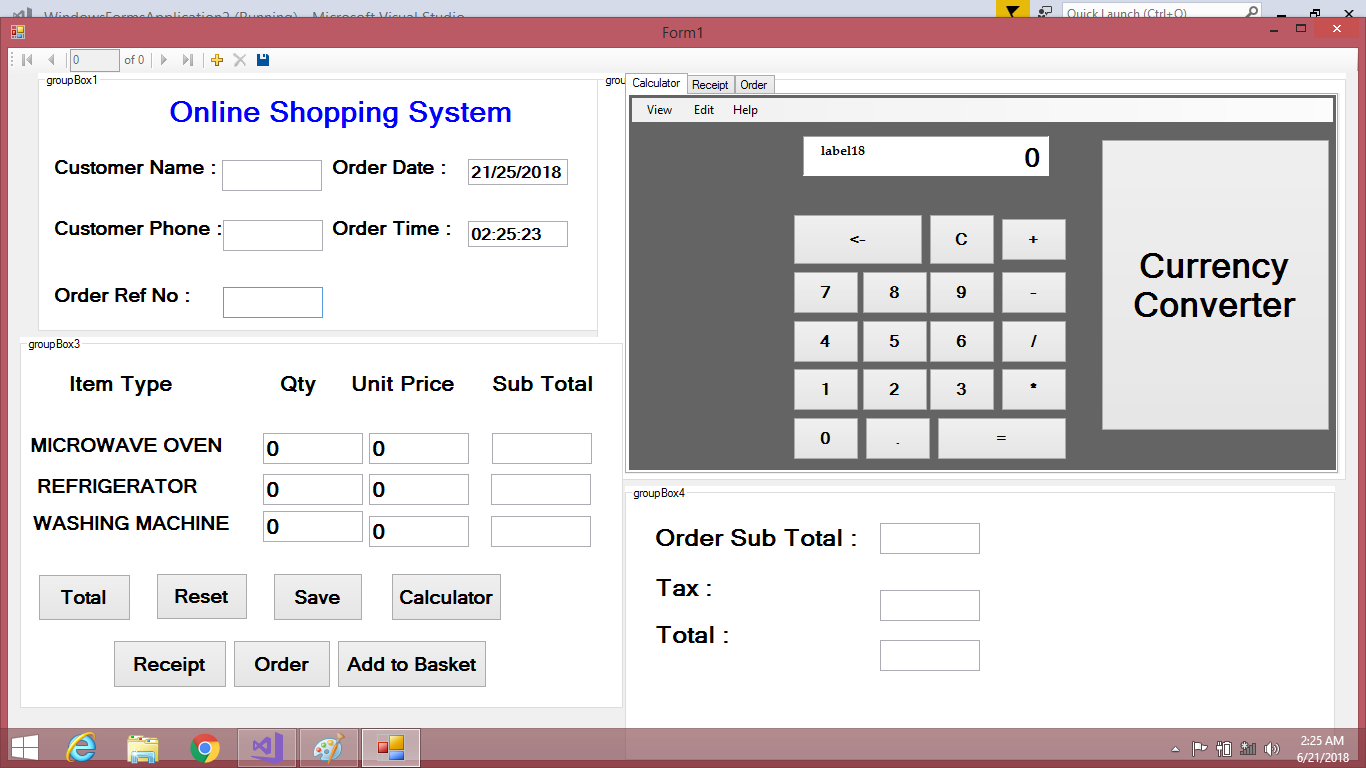 WindowsFormsApplication2 (Running) - Microsoft Visual Studio
Quick Launch (Ctrl+Q)
Form1
0 of 0
groupBox1
Online Shopping System
Customer Name :
Order Date : 21/25/2018
Customer Phone :
Order Time : 02:25:23
Order Ref No :
grou
Calculator Receipt Order
View Edit Help
label18 0
<- C +
7 8 9 -
4 5 6 /
1 2 3 *
0 . =
Currency
Converter
groupBox3
Item Type Qty Unit Price Sub Total
MICROWAVE OVEN 0 0
REFRIGERATOR 0 0
WASHING MACHINE 0 0
Total Reset Save Calculator
Receipt Order Add to Basket
groupBox4
Order Sub Total :
Tax :
Total :
2:25 AM
6/21/2018